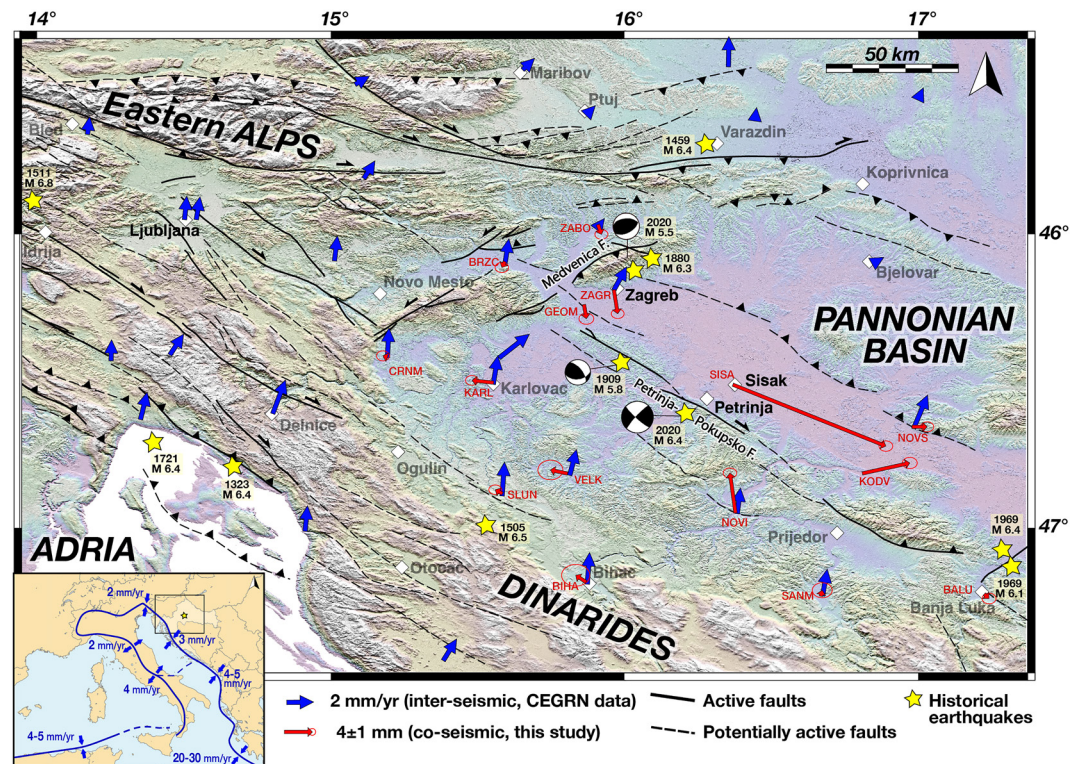 14°
15°
16°
17°
50 km
Maribov
Ptuj
Eastern ALPS
Bled
1459
M 6.4
Varazdin
Koprivnica
1511
M 6.8
Ljubljana
Idrija
ZABO
2020
M 5.5
46°
BRZC
Medvenica F.
1880
M 6.3
Bjelovar
Novo Mesto
ZAGR
Zagreb
GEOM
PANNONIAN
BASIN
CRNM
KARL
Karlovac
1909
M 5.8
SISA
Sisak
Petrinja
Petrinja-
Pokupsko F.
2020
M 6.4
Delnice
NOVS
1721
M 6.4
1323
M 6.4
Ogulin
VELK
KODV
SLUN
NOVI
47°
1505
M 6.5
Prijedor
1969
M 6.4
ADRIA
Otocac
BIHA
Bihac
SANM
BALU
1969
M 6.1
Banja Luka
DINARIDES
2 mm/yr
3 mm/yr
2 mm/yr
4-5
mm/yr
4 mm/yr
4-5 mm/yr
20-30 mm/yr
2 mm/yr (inter-seismic, CEGRN data)
Active faults
Historical
earthquakes
4±1 mm (co-seismic, this study)
Potentially active faults